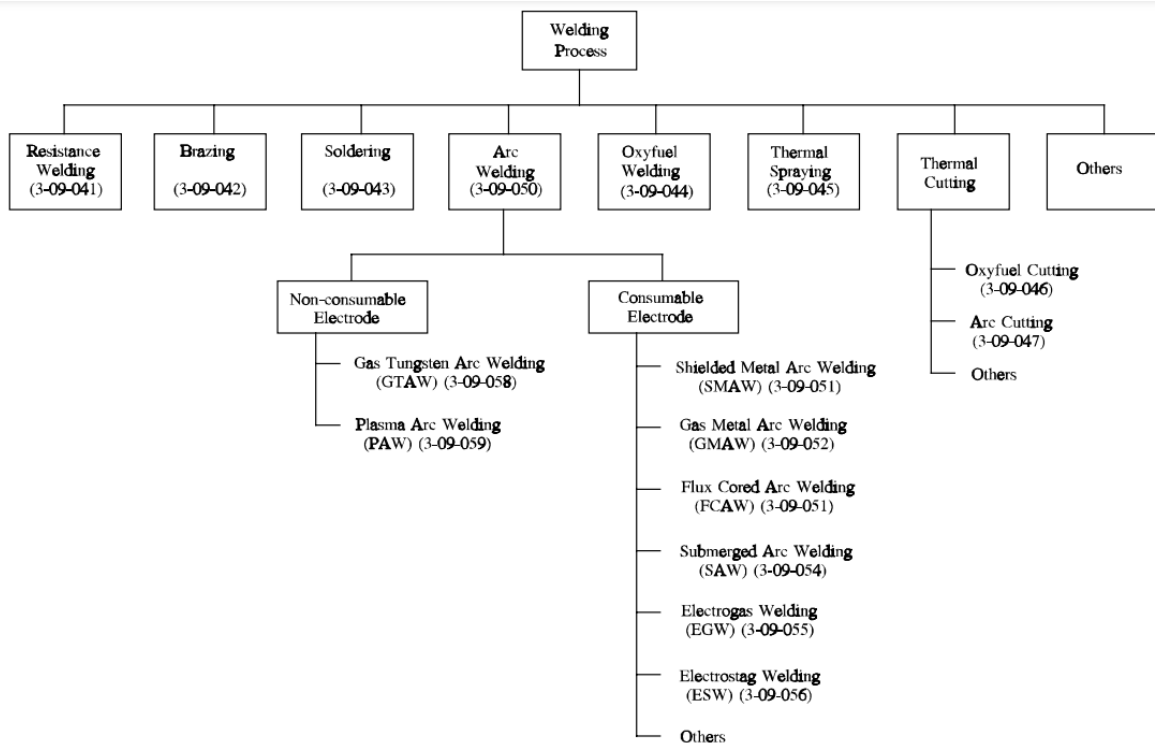 Welding
Process
Resistance
Welding
(3-09-041)
Brazing
(3-09-042)
Soldering
(3-09-043)
Arc
Welding
(3-09-050)
Oxyfuel
Welding
(3-09-044)
Thermal
Spraying
(3-09-045)
Thermal
Cutting
Others
Non-consumable
Electrode
Gas Tungsten Arc Welding
(GTAW) (3-09-058)
Plasma Arc Welding
(PAW) (3-09-059)
Consumable
Electrode
Shielded Metal Arc Welding
(SMAW) (3-09-051)
Gas Metal Arc Welding
(GMAW) (3-09-052)
Flux Cored Arc Welding
(FCAW) (3-09-051)
Submerged Arc Welding
(SAW) (3-09-054)
Electrogas Welding
(EGW) (3-09-055)
Electrostag Welding
(ESW) (3-09-056)
Others
Oxyfuel Cutting
(3-09-046)
Arc Cutting
(3-09-047)
Others